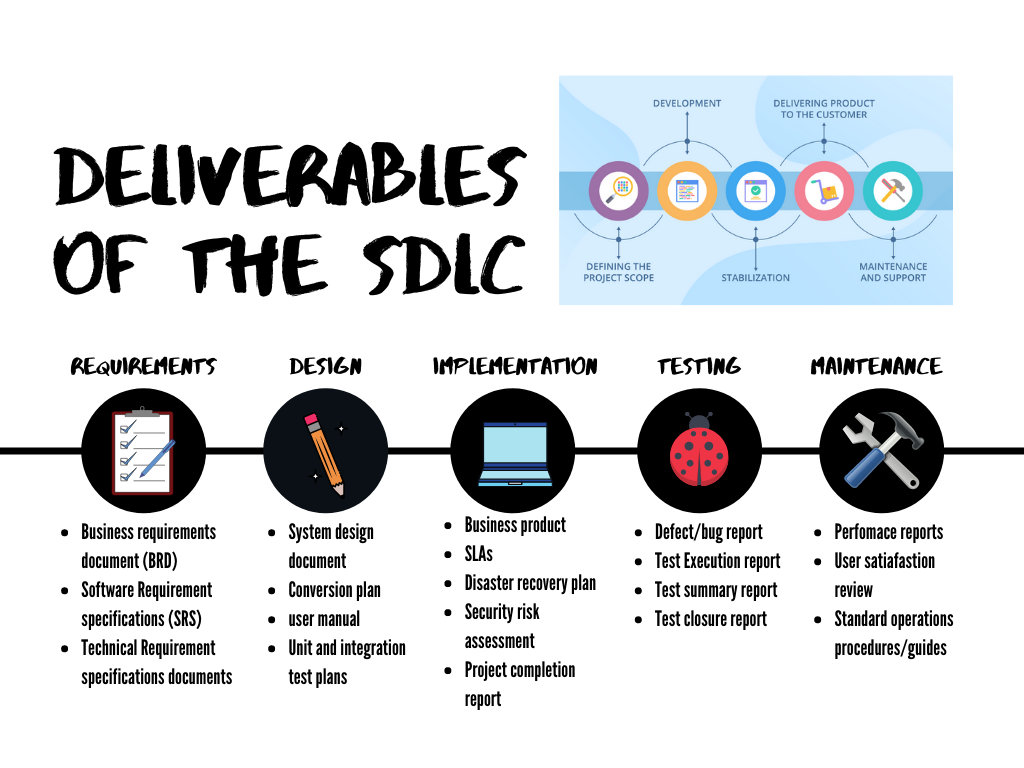 DELIVERABLES
OF THE SDLC
DEVELOPMENT
DELIVERING PRODUCT
TO THE CUSTOMER
DEFINING THE
PROJECT SCOPE
STABILIZATION
MAINTENANCE
AND SUPPORT
REQUIREMENTS
• Business requirements
document (BRD)
• Software Requirement
specifications (SRS)
• Technical Requirement
specifications documents
DESIGN
• System design
document
• Conversion plan
• user manual
• Unit and integration
test plans
IMPLEMENTATION
• Business product
• SLAs
• Disaster recovery plan
• Security risk
assessment
• Project completion
report
TESTING
• Defect/bug report
• Test Execution report
• Test summary report
• Test closure report
MAINTENANCE
• Perfomace reports
• User satiafastion
review
• Standard operations
procedures/guides